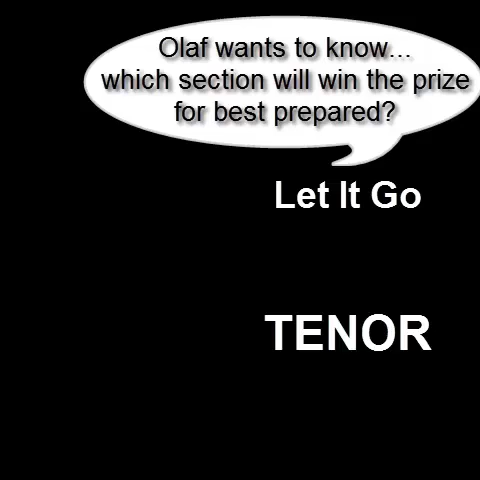 Olaf wants to know...
which section will win the prize
for best prepared?
Let It Go
TENOR